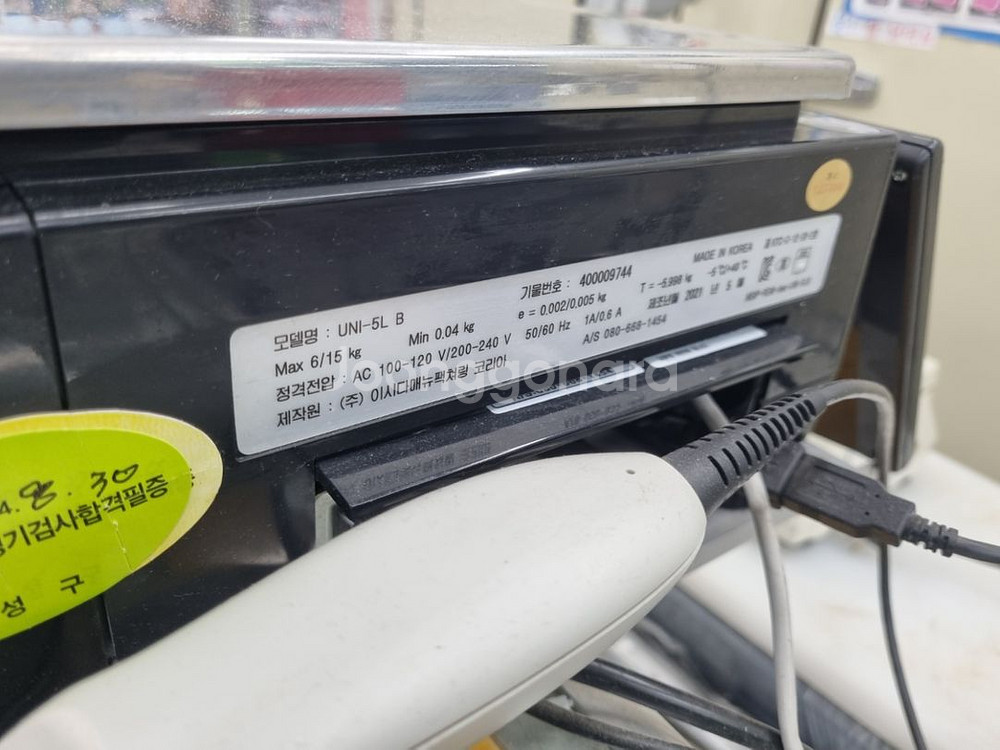 모델명 : UNI-5L B
기물번호 : 400009744
MADE IN KOREA
Max 6/15 kg
Min 0.04 kg
e = 0.002/0.005 kg
T = -5.998 kg
-5 ℃/+40 ℃
정격전압 : AC 100-120 V/200-240 V
50/60 Hz
1A/0.6 A
제조년월 2021 년 5 월
제작원 : (주) 이시다매뉴팩처링 코리아
A/S 080-668-1454
joonggonara
8. 30
기검사합격필증
성 구